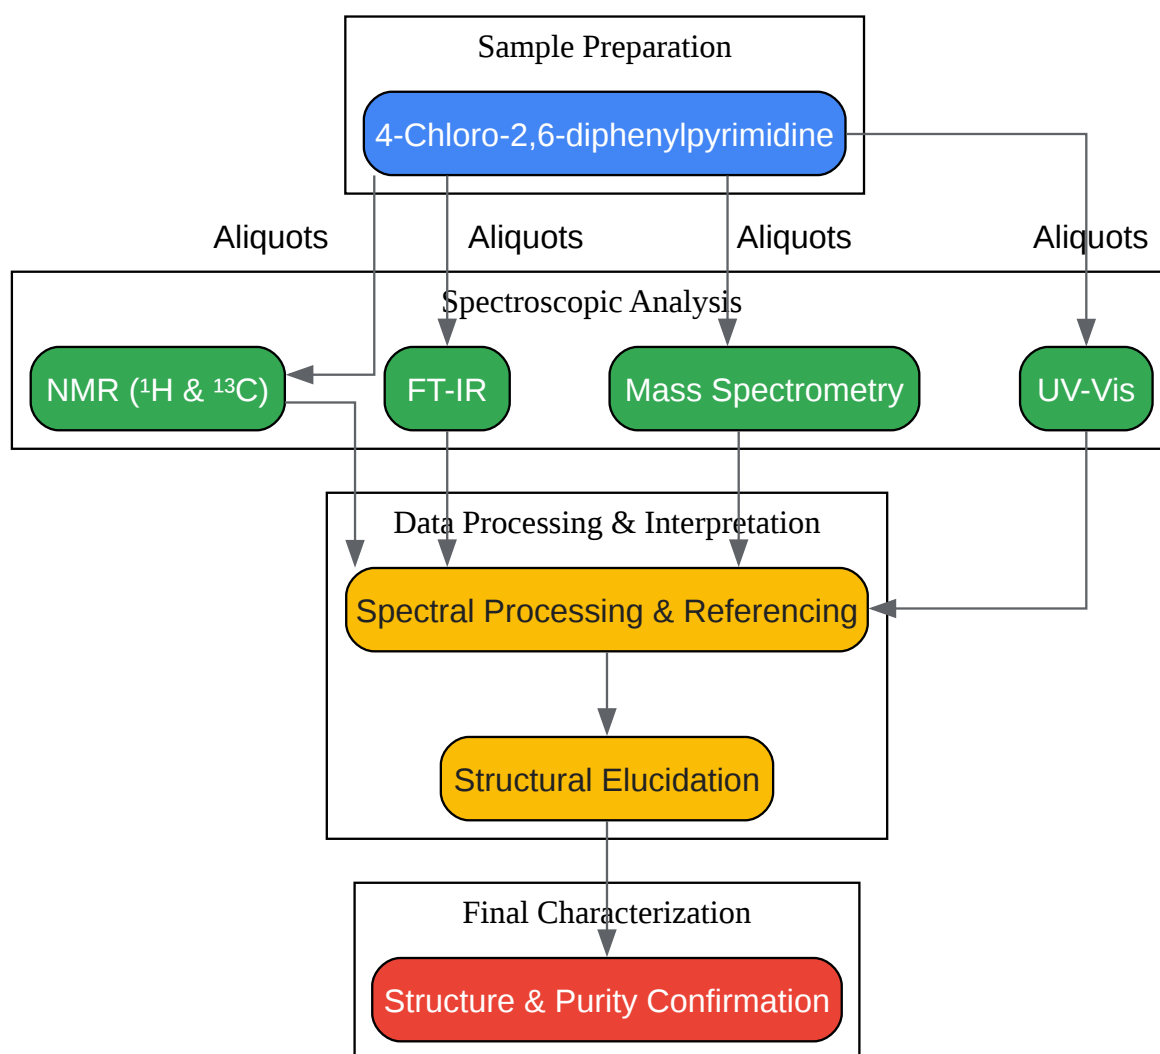 Sample Preparation
4-Chloro-2,6-diphenylpyrimidine
Aliquots
Aliquots
Aliquots
Aliquots
Spectroscopic Analysis
NMR (¹H & ¹³C)
FT-IR
Mass Spectrometry
UV-Vis
Data Processing & Interpretation
Spectral Processing & Referencing
Structural Elucidation
Final Characterization
Structure & Purity Confirmation